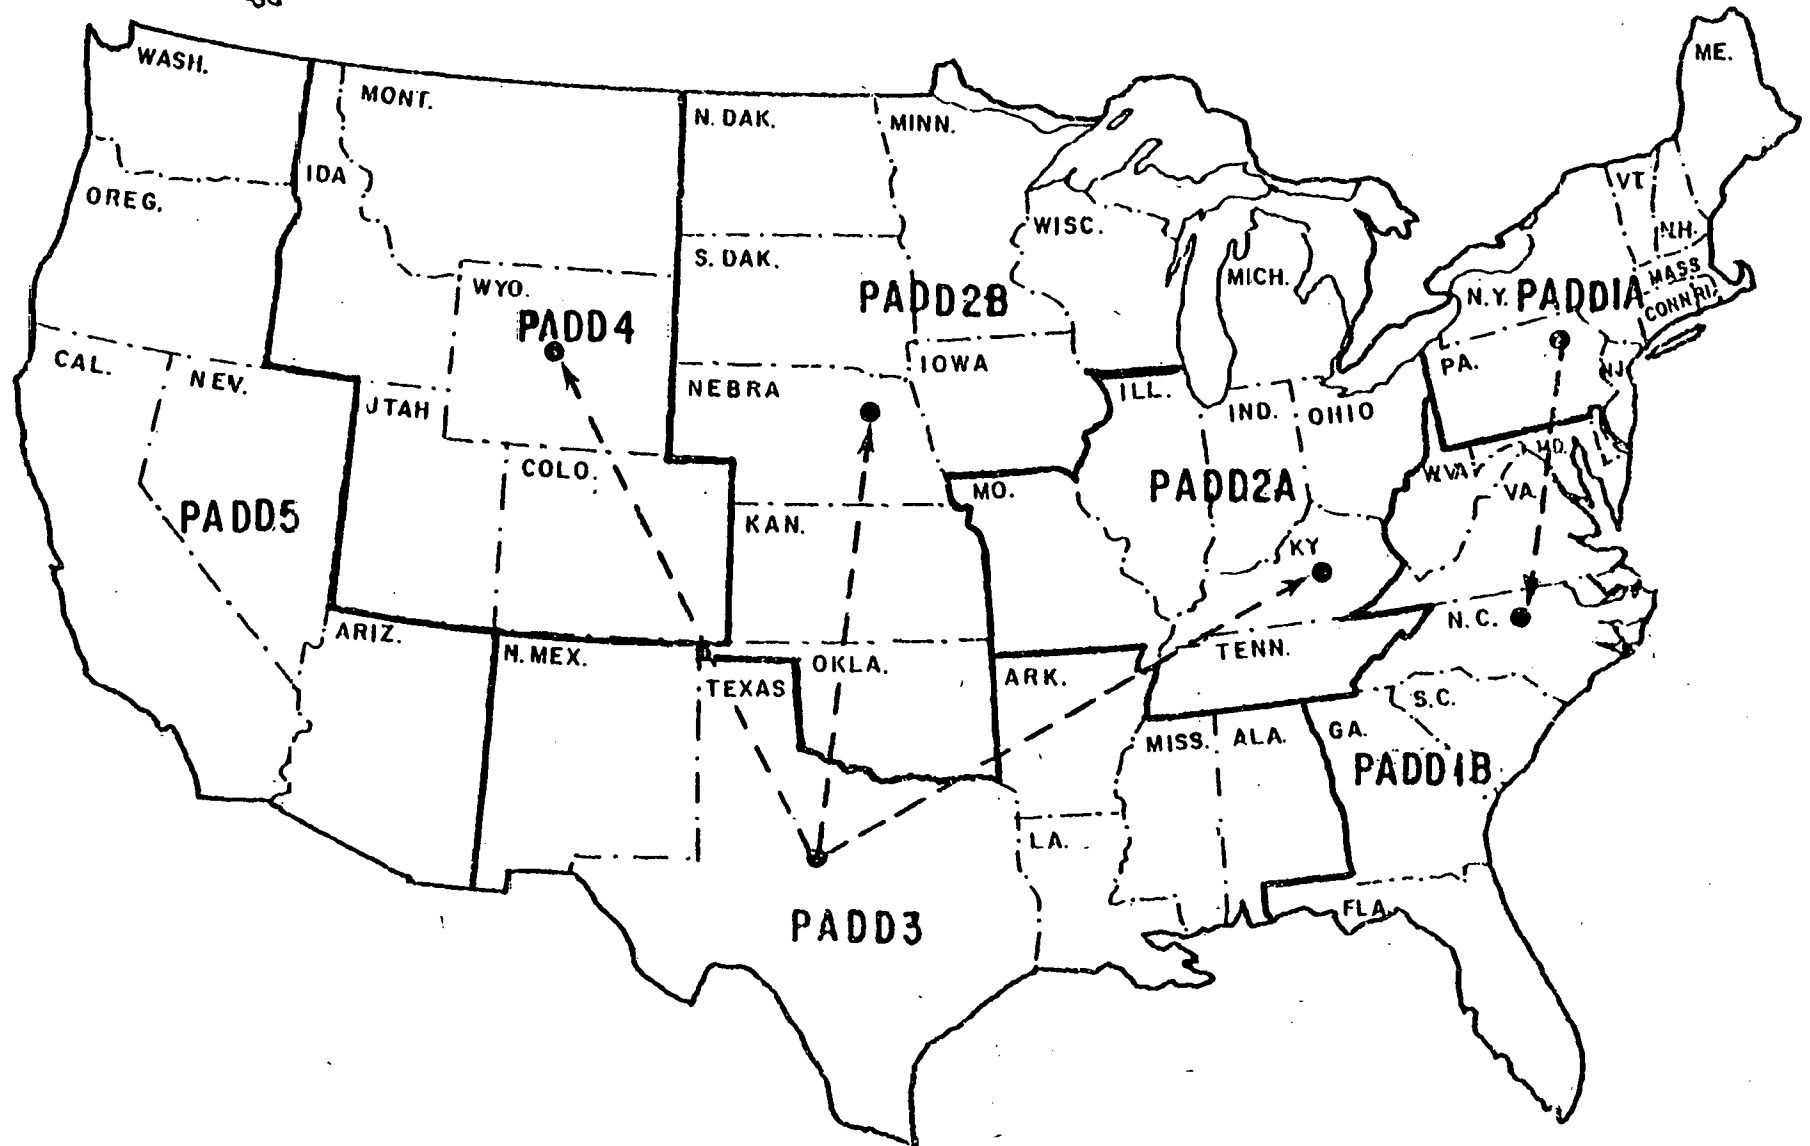 ME.
WASH.
MONT.
N. DAK.
MINN.
IDA
VT.
OREG.
WISC.
N.H.
S. DAK.
MICH.
MASS
WYO.
PADD2B
N.Y.
PADD1A
CONN
RI.
PADD4
CAL.
NEV.
IOWA
PA.
NJ
NEBRA
ILL.
IND.
OHIO
UTAH
COLO.
MD.
W.VA
PADD2A
MO.
VA.
PADD5
KAN.
KY
ARIZ.
N.C.
N. MEX.
OKLA.
TENN.
TEXAS
ARK.
S.C.
MISS.
ALA.
GA.
PADD1B
LA.
FLA.
PADD3